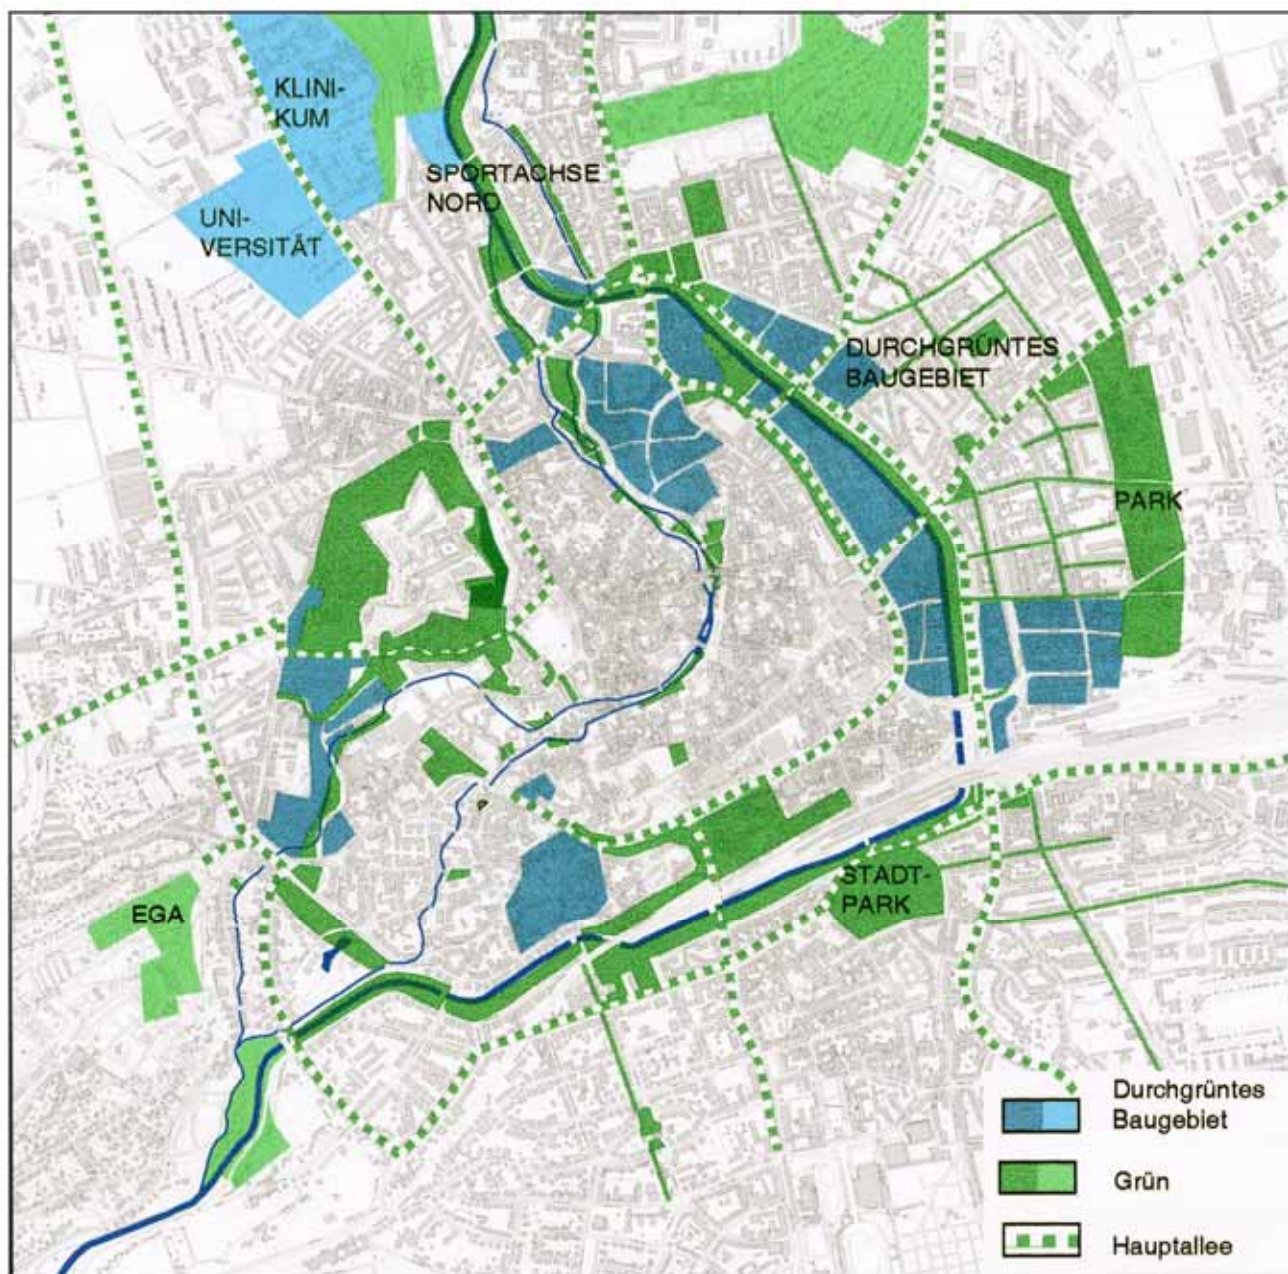 KLINI-
KUM
UNI-
VERSITÄT
SPORTACHSE
NORD
DURCHGRÜNTES
BAUGEBIET
PARK
STADT-
PARK
EGA
Durchgrüntes
Baugebiet
Grün
Hauptallee